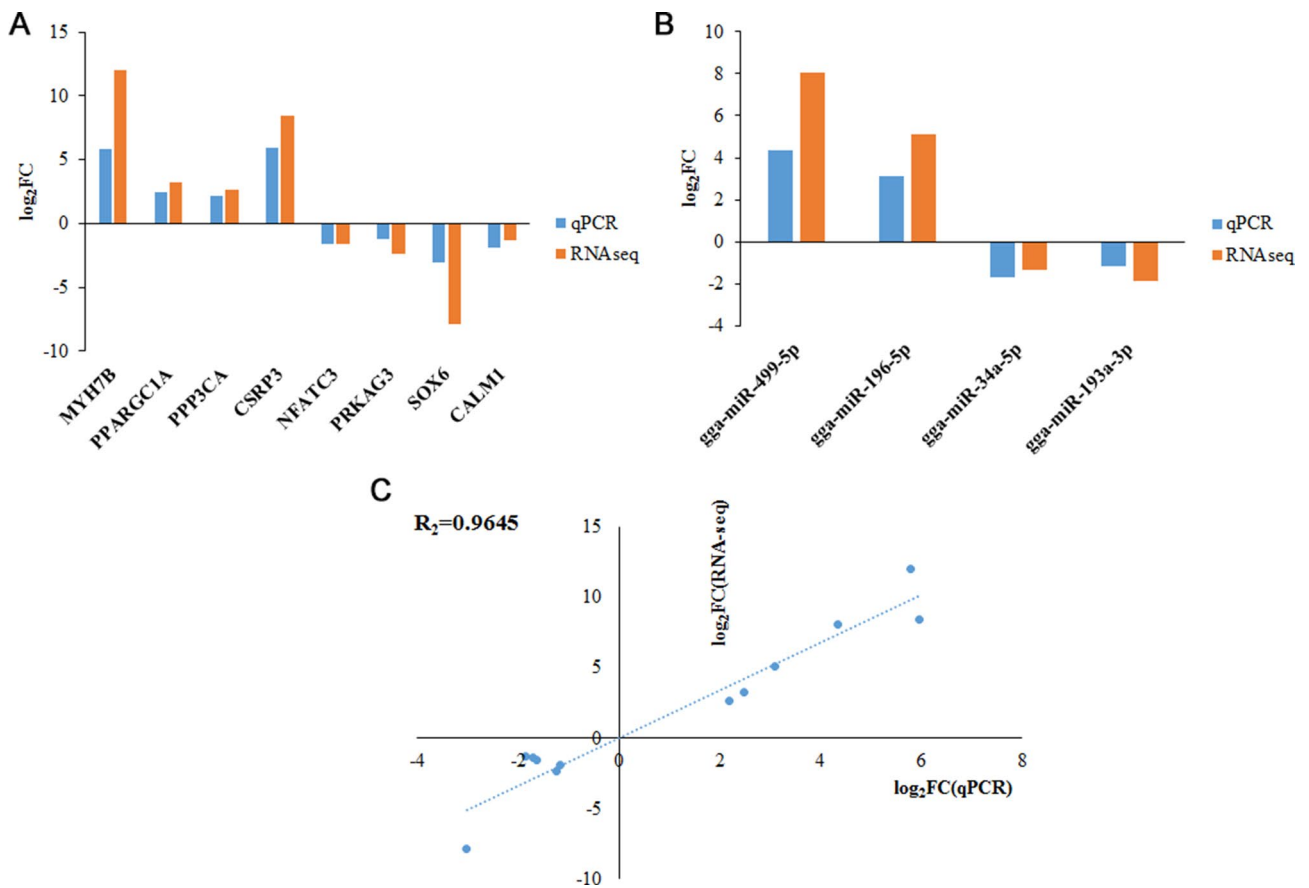 A
15
10
5
0
-5
-10
log₂FC
MYH7B
PPARGC1A
PPP3CA
CSRP3
NFATC3
PRKAG3
SOX6
CALM1
qPCR
RNAseq
B
10
8
6
4
2
0
-2
-4
log₂FC
gga-miR-499-5p
gga-miR-196-5p
gga-miR-34a-5p
gga-miR-193a-3p
qPCR
RNAseq
C
R₂=0.9645
log₂FC(RNA-seq)
15
10
5
0
-5
-10
-4
-2
0
2
4
6
8
log₂FC(qPCR)